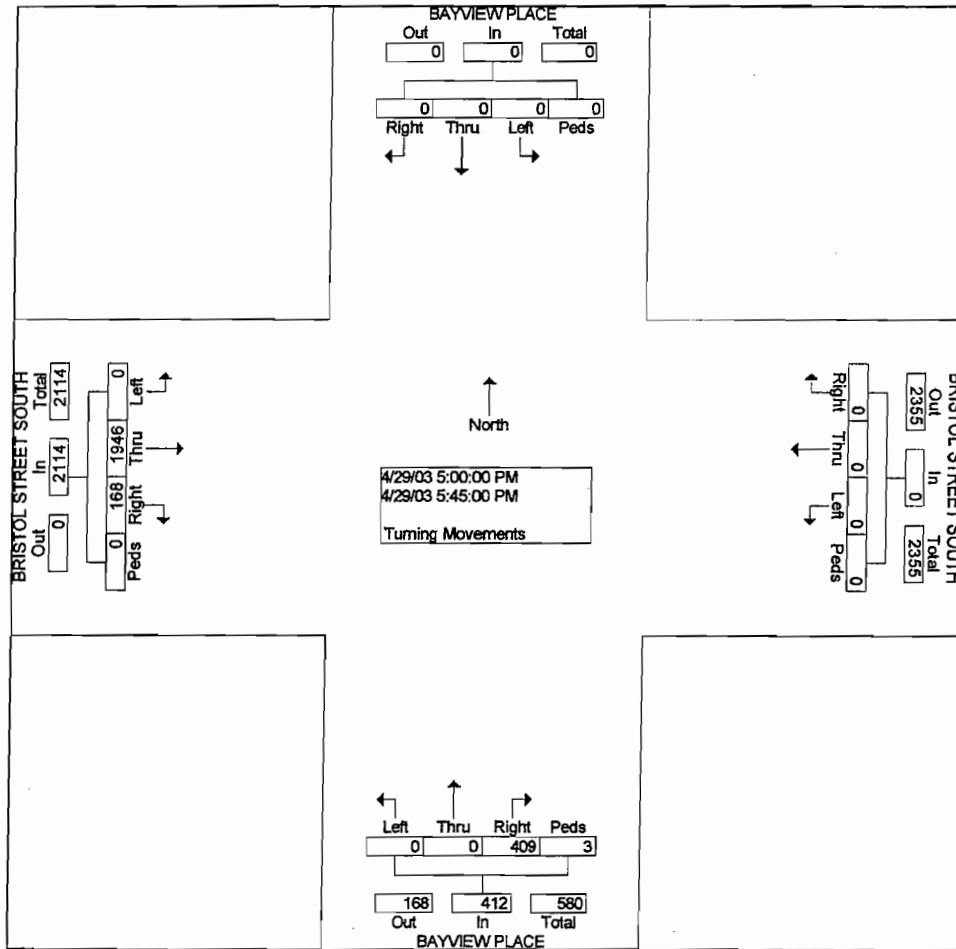 BAYVIEW PLACE
Out In Total
0 0 0
0 0 0 0
Right Thru Left Peds
BRISTOL STREET SOUTH
Out In Total
0 2114 2114
0 168 1946 0
Peds Right Thru Left
North
4/29/03 5:00:00 PM
4/29/03 5:45:00 PM
Turning Movements
Right Thru Left Peds
0 0 0 0
Out In Total
2355 0 2355
BRISTOL STREET SOUTH
Left Thru Right Peds
0 0 409 3
168 412 580
Out In Total
BAYVIEW PLACE